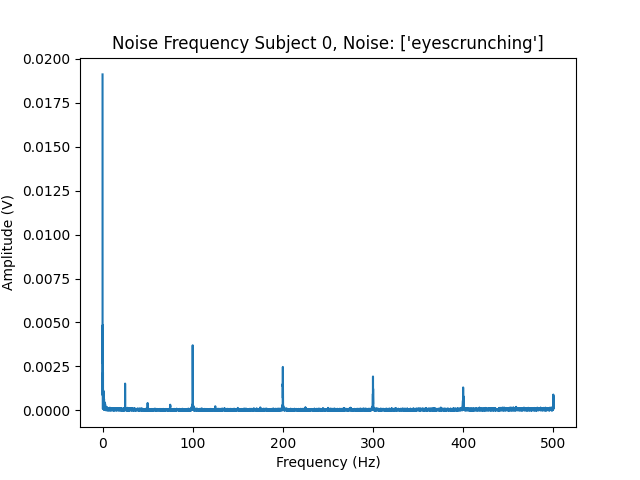 Noise Frequency Subject 0, Noise: ['eyescrunching']
0.0200
0.0175
0.0150
0.0125
0.0100
0.0075
0.0050
0.0025
0.0000
Amplitude (V)
0 100 200 300 400 500
Frequency (Hz)